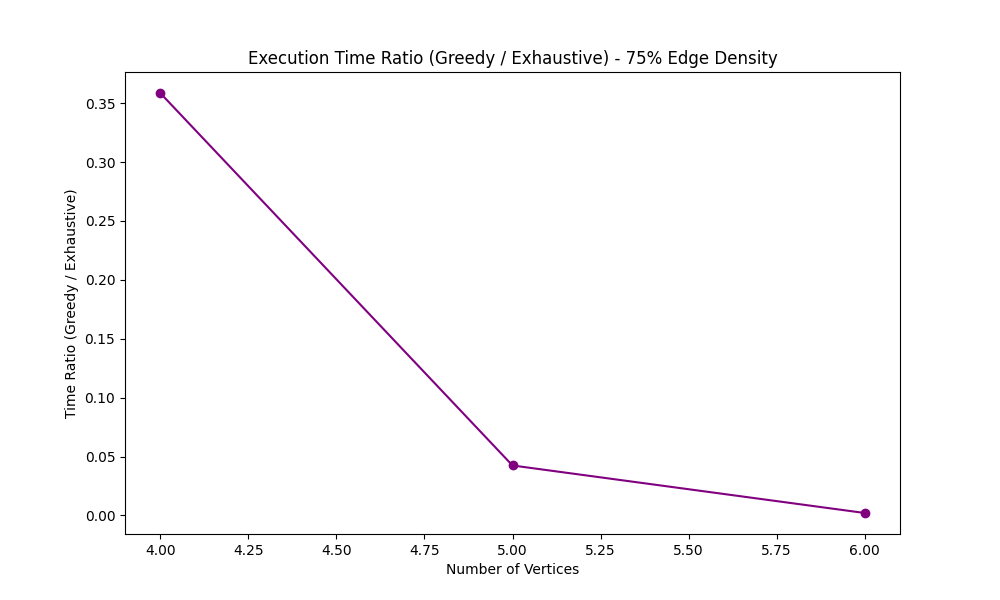 Execution Time Ratio (Greedy / Exhaustive) - 75% Edge Density
Time Ratio (Greedy / Exhaustive)
0.35
0.30
0.25
0.20
0.15
0.10
0.05
0.00
4.00 4.25 4.50 4.75 5.00 5.25 5.50 5.75 6.00
Number of Vertices